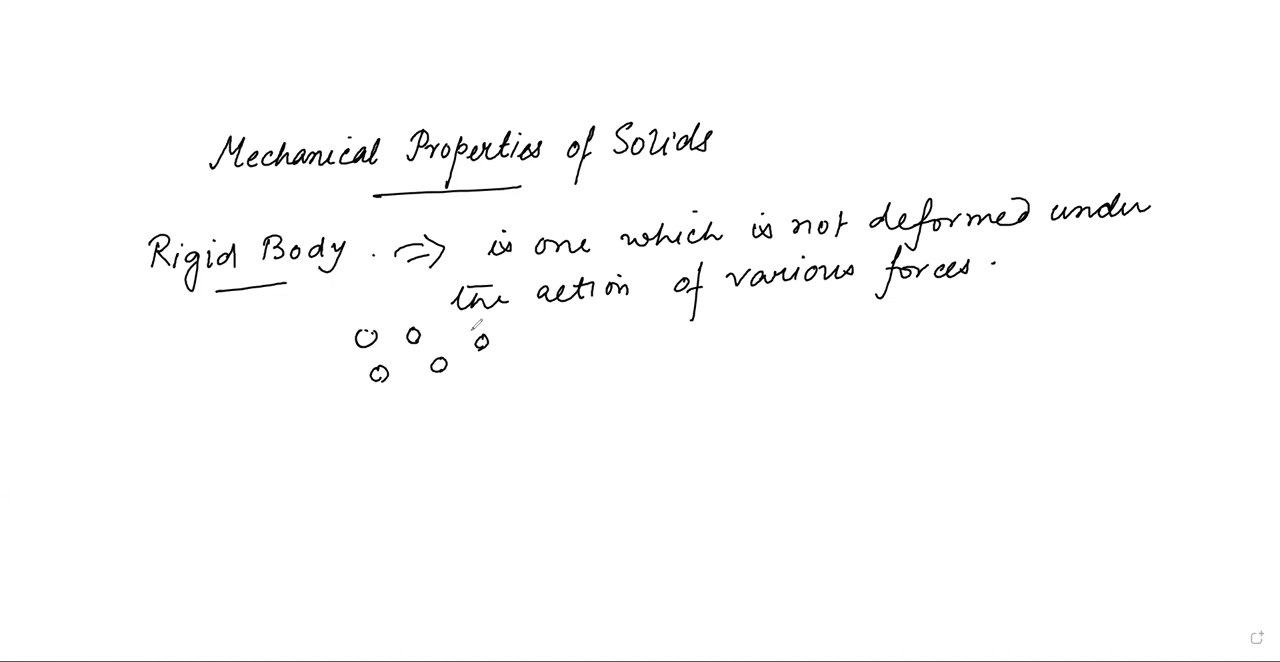 Mechanical Properties of Solids
Rigid Body . ⇒ is one which is not deformed under
the action of various forces.